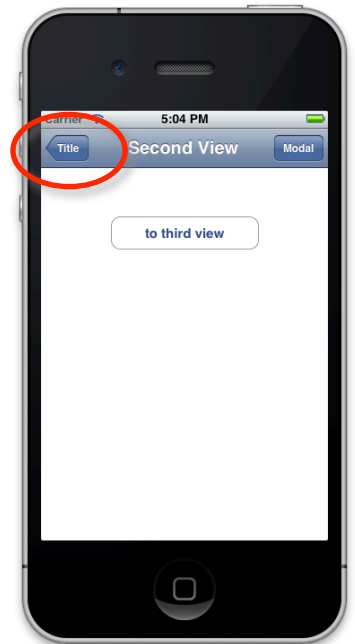 Carrier
5:04 PM
Title
Second View
Modal
to third view